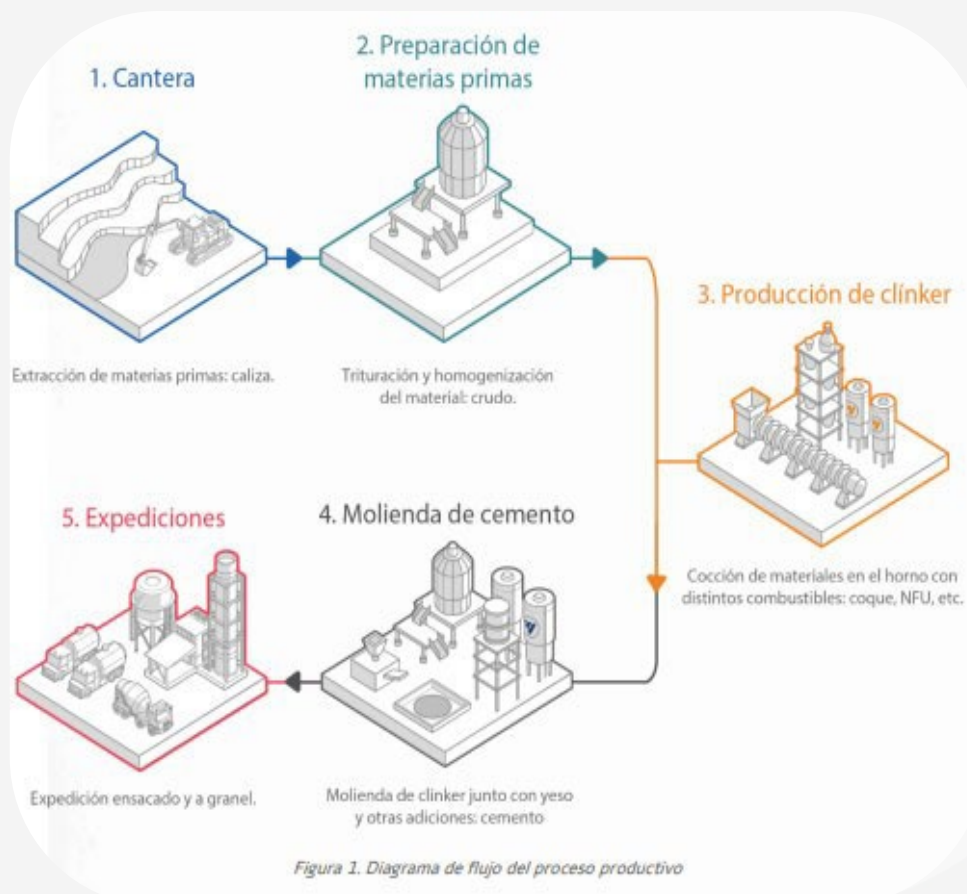 1. Cantera
Extracción de materias primas: caliza.
2. Preparación de
materias primas
Trituración y homogenización
del material: crudo.
3. Producción de clínker
Cocción de materiales en el horno con
distintos combustibles: coque, NFU, etc.
4. Molienda de cemento
Molienda de clinker junto con yeso
y otras adiciones: cemento
5. Expediciones
Expedición ensacado y a granel.
Figura 1. Diagrama de flujo del proceso productivo